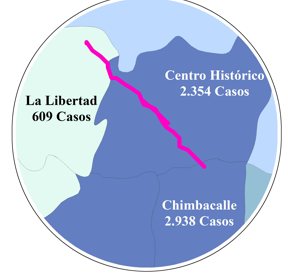 Centro Histórico
2.354 Casos
La Libertad
609 Casos
Chimbacalle
2.938 Casos